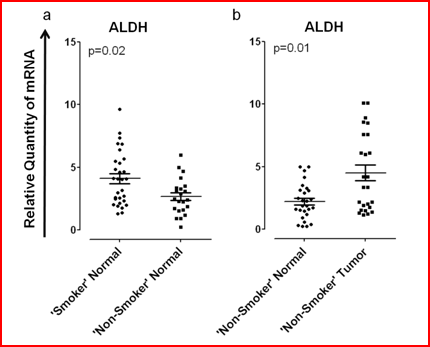 a
ALDH
p=0.02
Relative Quantity of mRNA
15
10
5
0
'Smoker' Normal
'Non-Smoker' Normal
b
ALDH
p=0.01
15
10
5
0
'Non-Smoker' Normal
'Non-Smoker' Tumor